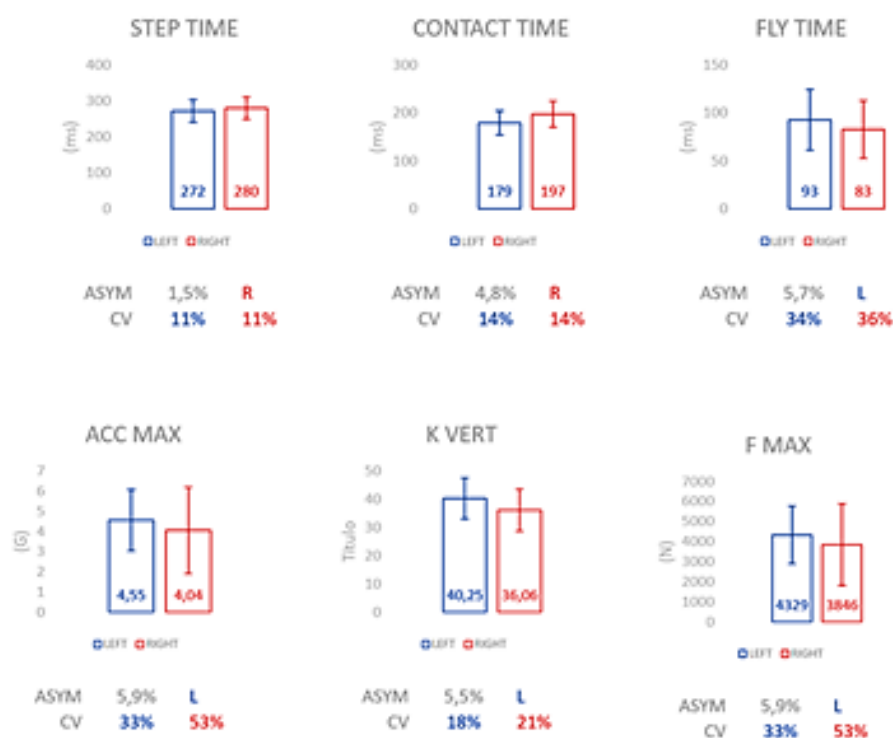 STEP TIME
400
300
200
100
0
(ms)
272
280
LEFT RIGHT
ASYM 1,5% R
CV 11% 11%
CONTACT TIME
300
200
100
0
(ms)
179
197
LEFT RIGHT
ASYM 4,8% R
CV 14% 14%
FLY TIME
150
100
50
0
(ms)
93
83
LEFT RIGHT
ASYM 5,7% L
CV 34% 36%
ACC MAX
7
6
5
4
3
2
1
0
(G)
4,55
4,04
LEFT RIGHT
ASYM 5,9% L
CV 33% 53%
K VERT
50
40
30
20
10
0
Título
40,25
36,06
LEFT RIGHT
ASYM 5,5% L
CV 18% 21%
F MAX
7000
6000
5000
4000
3000
2000
1000
0
(N)
4329
3846
LEFT RIGHT
ASYM 5,9% L
CV 33% 53%